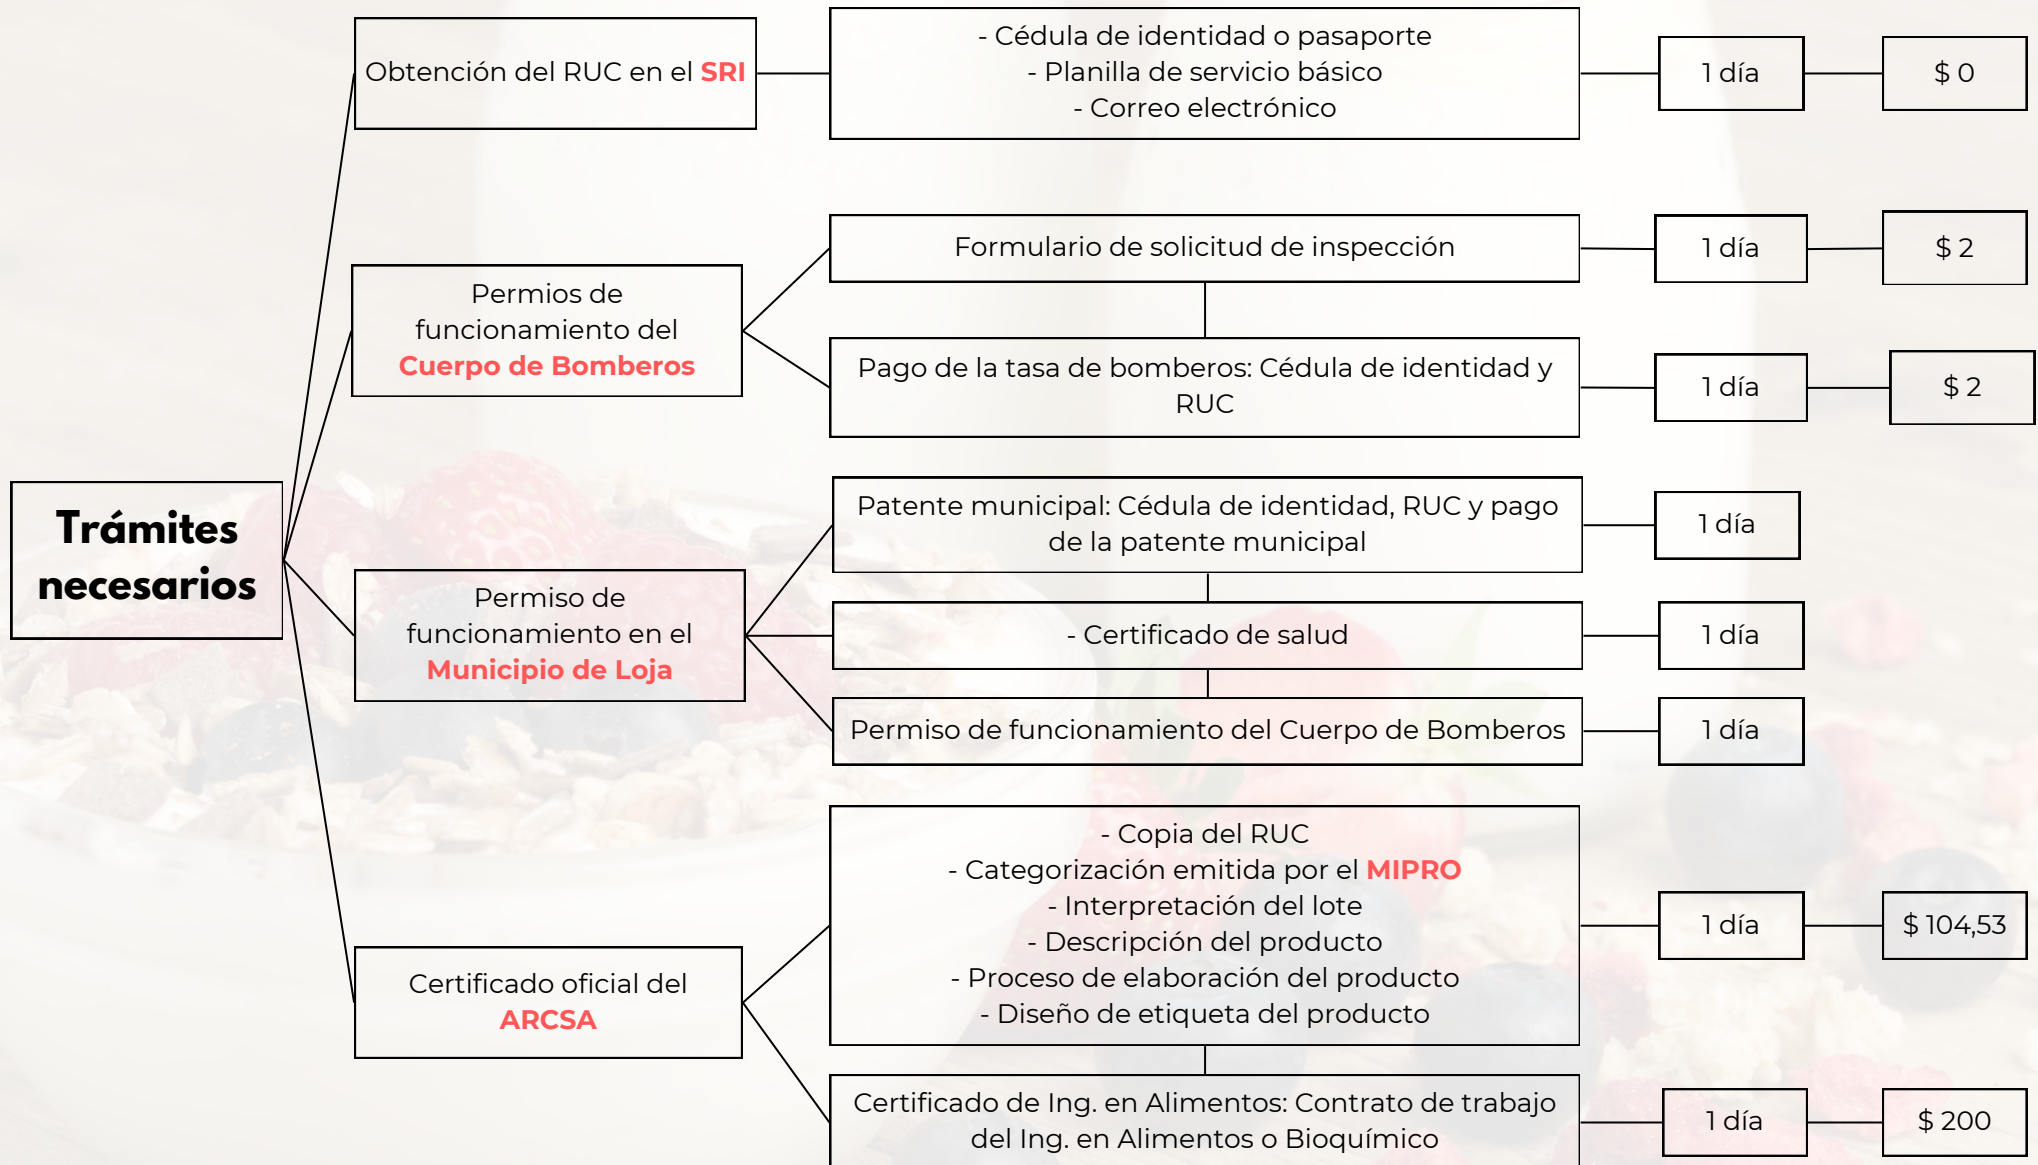 Trámites
necesarios
Obtención del RUC en el SRI
- Cédula de identidad o pasaporte
- Planilla de servicio básico
- Correo electrónico
1 día
$ 0
Permios de
funcionamiento del
Cuerpo de Bomberos
Formulario de solicitud de inspección
1 día
$ 2
Pago de la tasa de bomberos: Cédula de identidad y
RUC
1 día
$ 2
Permiso de
funcionamiento en el
Municipio de Loja
Patente municipal: Cédula de identidad, RUC y pago
de la patente municipal
1 día
- Certificado de salud
1 día
Permiso de funcionamiento del Cuerpo de Bomberos
1 día
Certificado oficial del
ARCSA
- Copia del RUC
- Categorización emitida por el MIPRO
- Interpretación del lote
- Descripción del producto
- Proceso de elaboración del producto
- Diseño de etiqueta del producto
1 día
$ 104,53
Certificado de Ing. en Alimentos: Contrato de trabajo
del Ing. en Alimentos o Bioquímico
1 día
$ 200